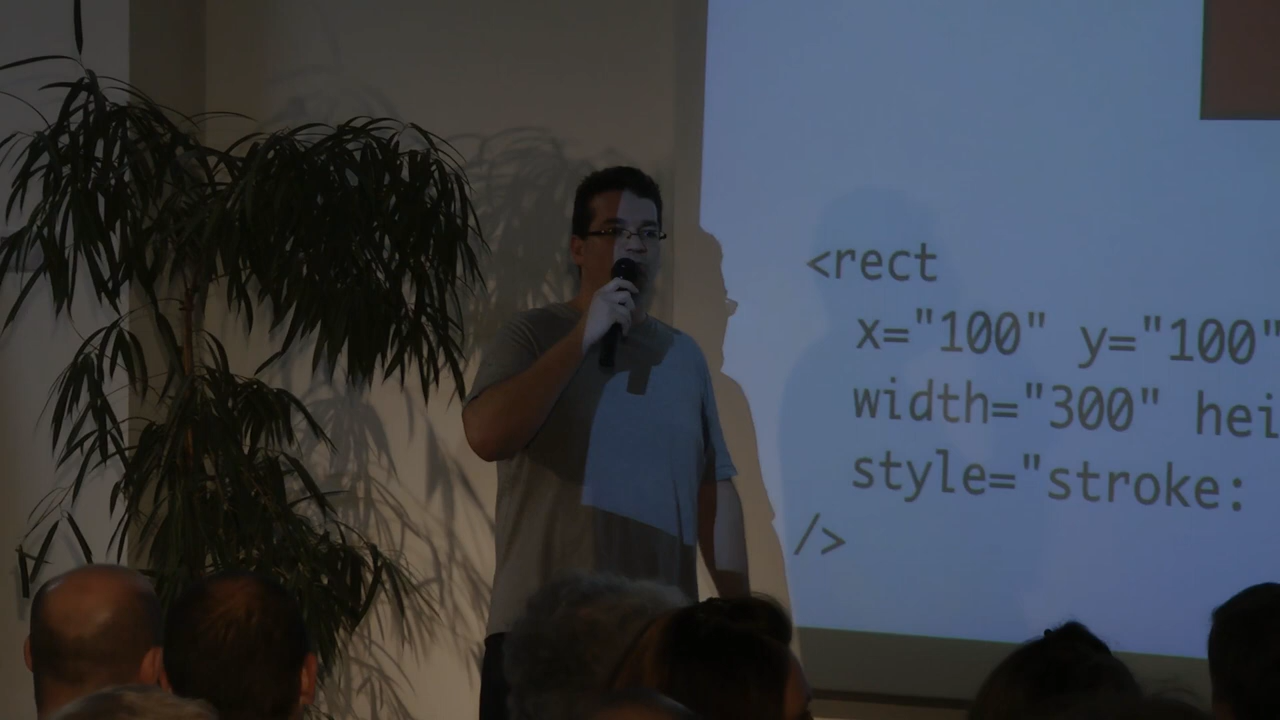 <rect
x="100" y="100"
width="300" hei
style="stroke:
/>